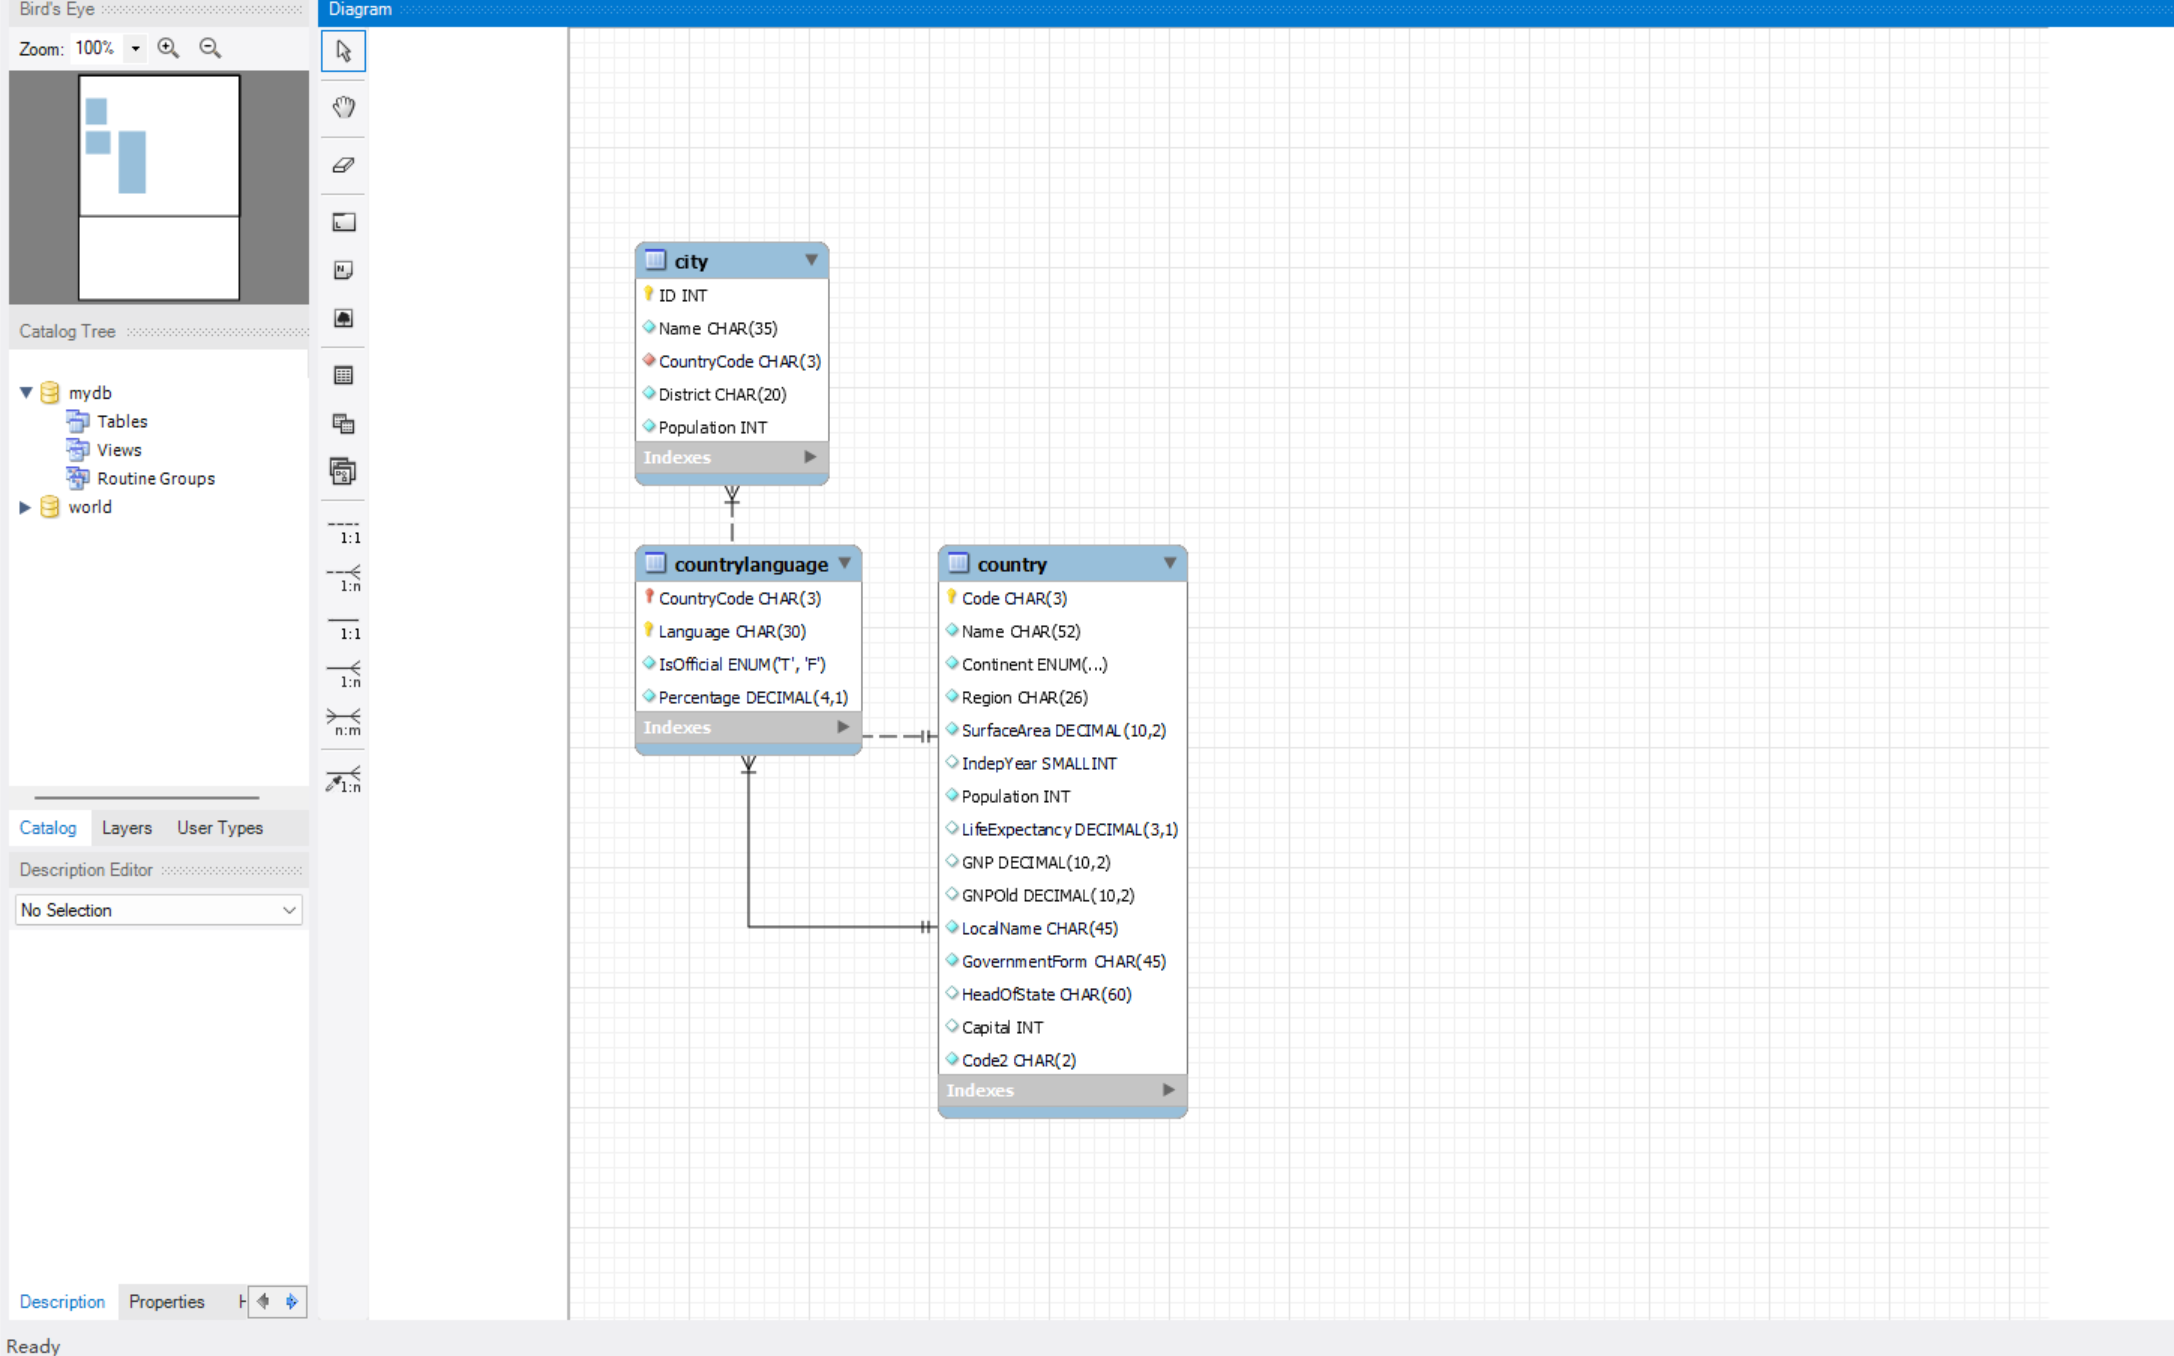 Bird's Eye
Zoom: 100%
Catalog Tree
mydb
Tables
Views
Routine Groups
world
Catalog Layers User Types
Description Editor
No Selection
Description Properties H
Ready
Diagram
1:1
1:n
1:1
1:n
n:m
1:n
city
ID INT
Name CHAR(35)
CountryCode CHAR(3)
District CHAR(20)
Population INT
Indexes
countrylanguage
CountryCode CHAR(3)
Language CHAR(30)
IsOfficial ENUM('T', 'F')
Percentage DECIMAL(4,1)
Indexes
country
Code CHAR(3)
Name CHAR(52)
Continent ENUM(...)
Region CHAR(26)
SurfaceArea DECIMAL(10,2)
IndepYear SMALLINT
Population INT
LifeExpectancy DECIMAL(3,1)
GNP DECIMAL(10,2)
GNPOld DECIMAL(10,2)
LocalName CHAR(45)
GovernmentForm CHAR(45)
HeadOfState CHAR(60)
Capital INT
Code2 CHAR(2)
Indexes